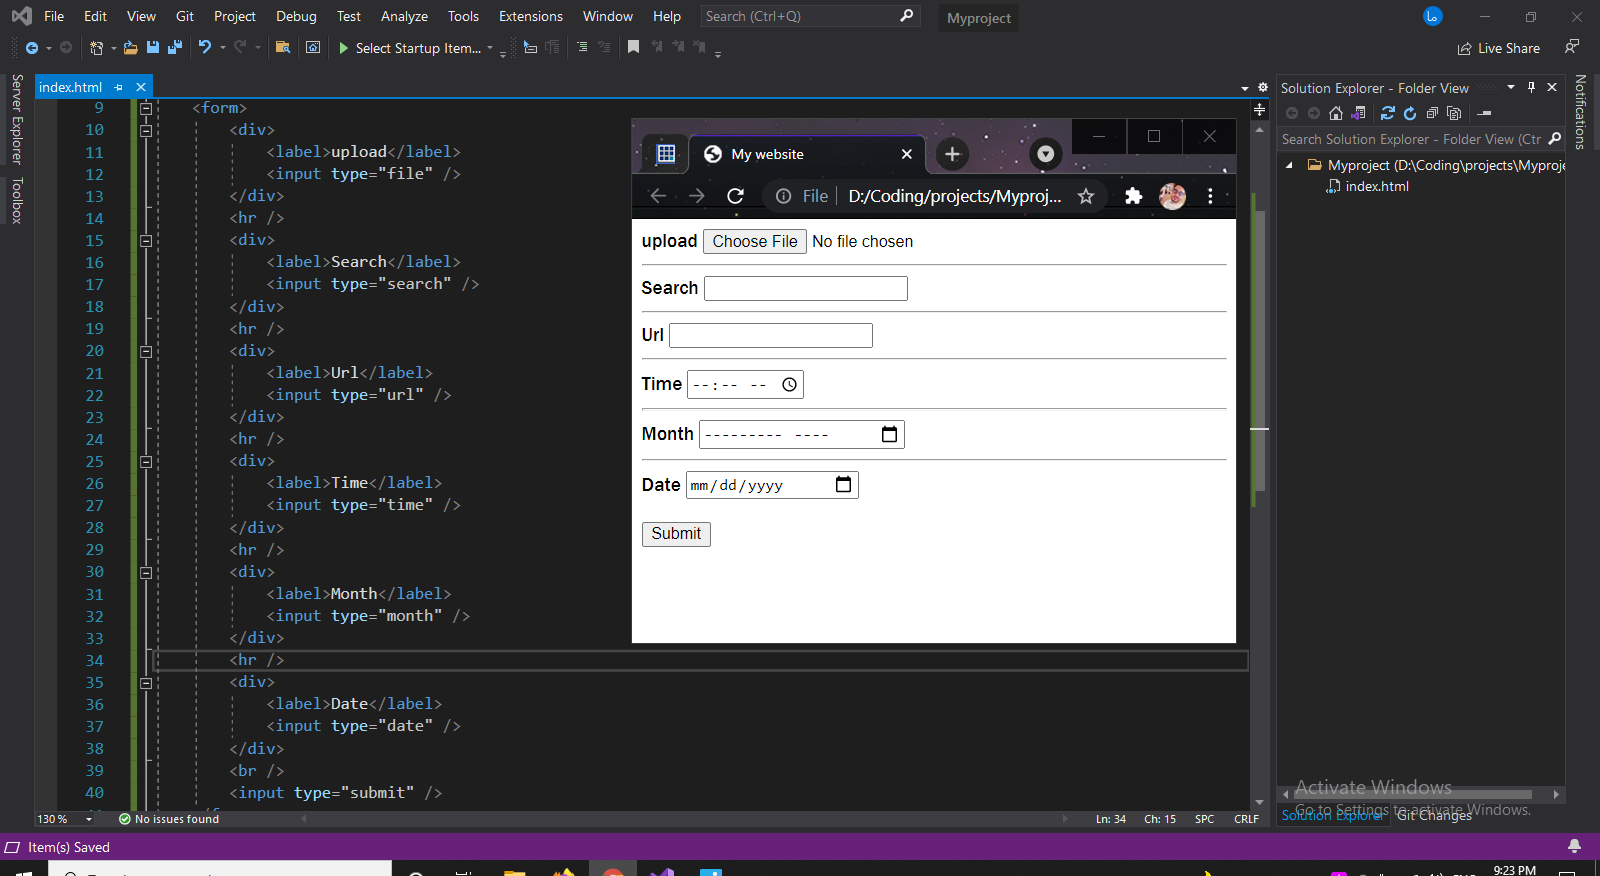 File Edit View Git Project Debug Test Analyze Tools Extensions Window Help Search (Ctrl+Q) Myproject
Select Startup Item... Live Share
Server Explorer
Toolbox
index.html
9 <form>
10 <div>
11 <label>upload</label>
12 <input type="file" />
13 </div>
14 <hr />
15 <div>
16 <label>Search</label>
17 <input type="search" />
18 </div>
19 <hr />
20 <div>
21 <label>Url</label>
22 <input type="url" />
23 </div>
24 <hr />
25 <div>
26 <label>Time</label>
27 <input type="time" />
28 </div>
29 <hr />
30 <div>
31 <label>Month</label>
32 <input type="month" />
33 </div>
34 <hr />
35 <div>
36 <label>Date</label>
37 <input type="date" />
38 </div>
39 <br />
40 <input type="submit" />
My website
File D:/Coding/projects/Myproj...
upload Choose File No file chosen
Search
Url
Time --:-- --
Month --------- ----
Date mm/dd/yyyy
Submit
Solution Explorer - Folder View
Search Solution Explorer - Folder View (Ctr
Myproject (D:\Coding\projects\Myproje
index.html
Notifications
Activate Windows
Go to Settings to activate Windows.
Solution Explorer Git Changes
130 % No issues found Ln: 34 Ch: 15 SPC CRLF
Item(s) Saved
9:23 PM